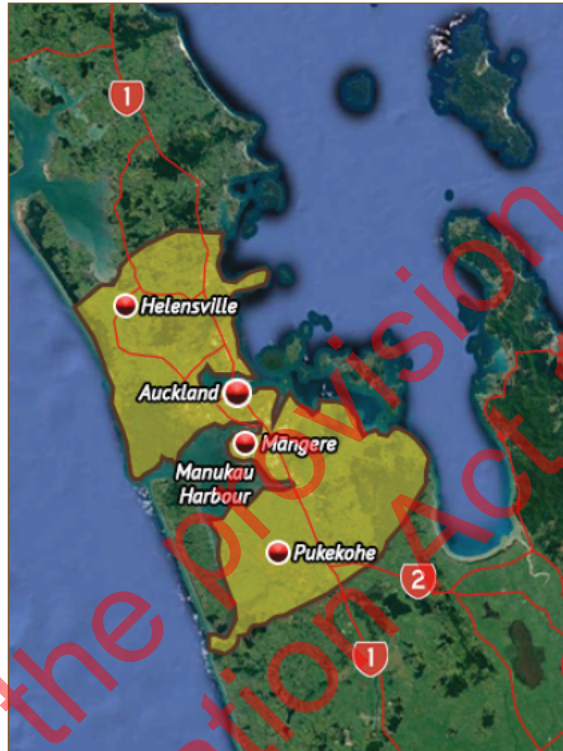 1
Helensville
Auckland
Māngere
Manukau
Harbour
Pukekohe
2
1
the provision
ation Act